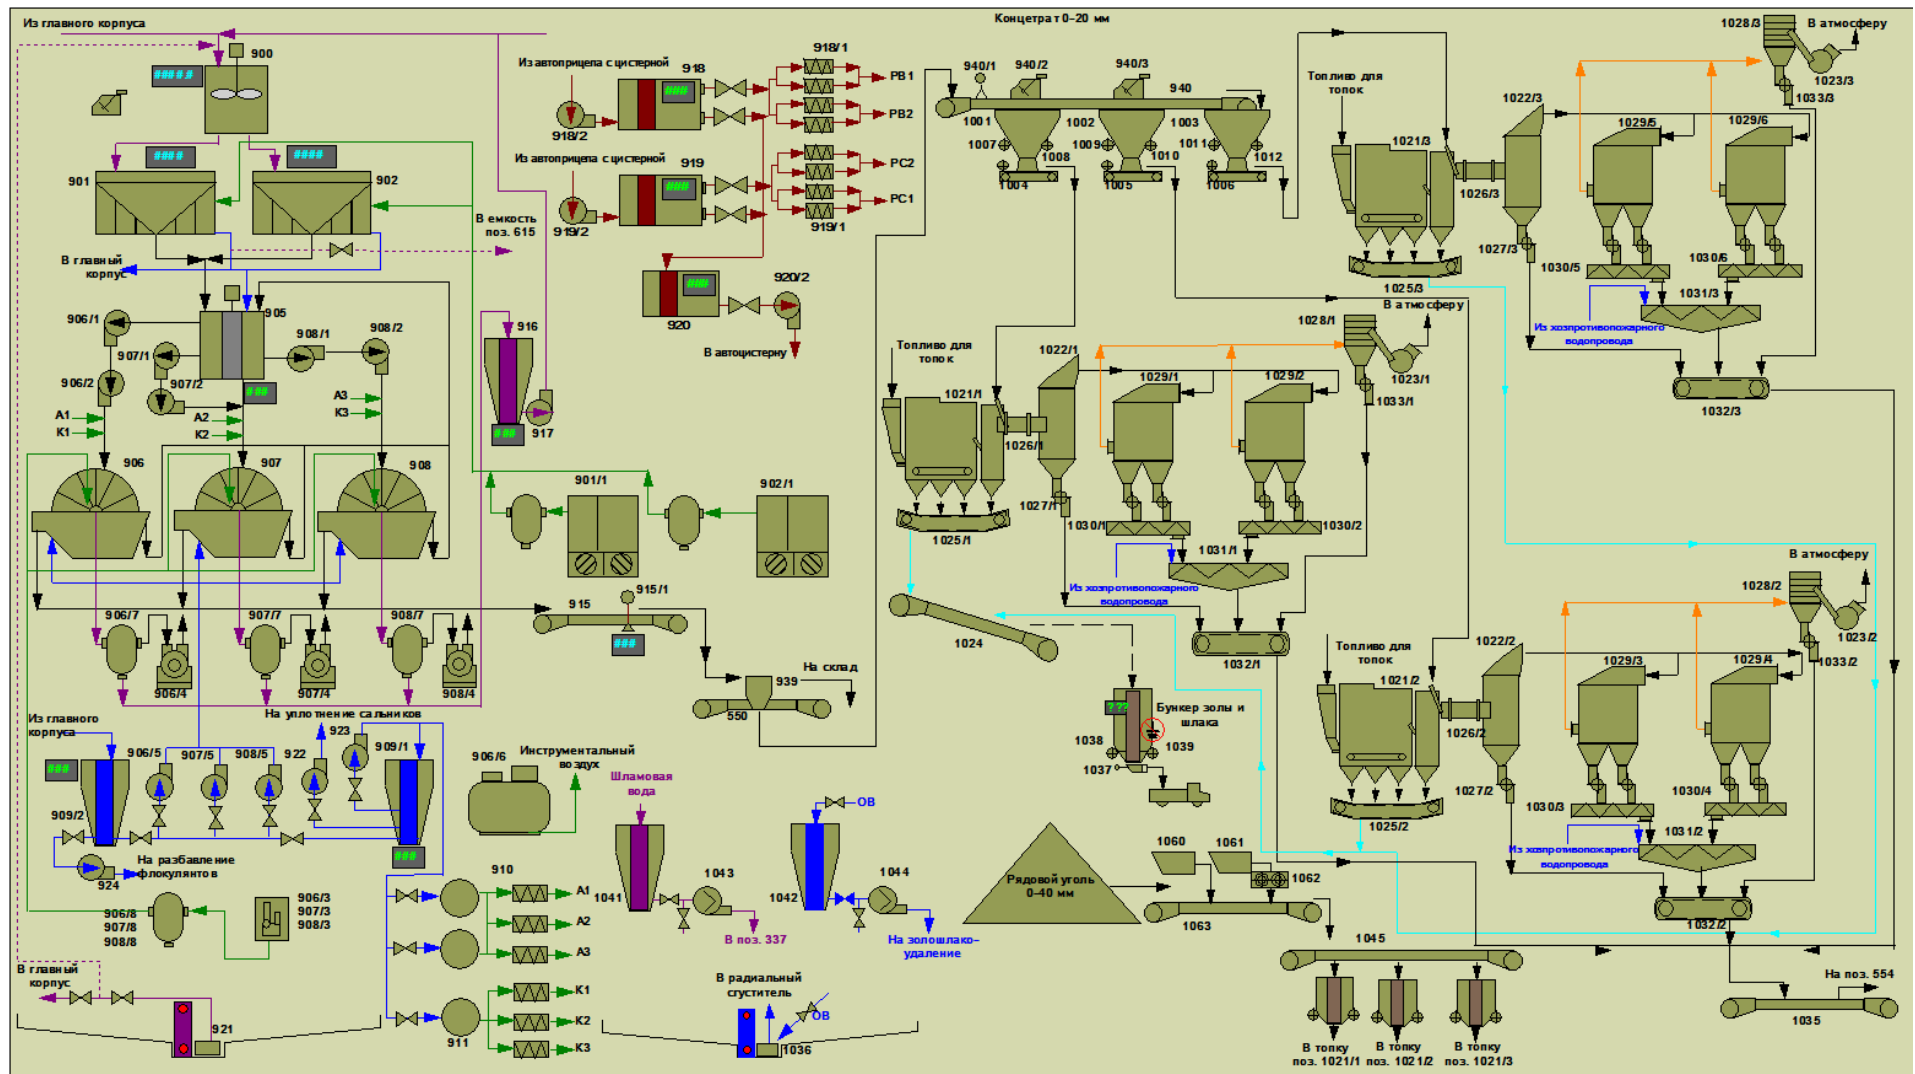 Из главного корпуса
900
#####.#
####
####
901
902
В емкость
поз. 615
В главный
корпус
905
906/1
907/1
908/1
908/2
906/2
907/2
###
А1
К1
А2
К2
А3
К3
906
907
908
916
###
917
Из автоприцепа с цистерной
918
###
918/1
918/2
РВ1
РВ2
Из автоприцепа с цистерной
919
###
919/2
919/1
РС2
РС1
920
###
920/2
В автоцистерну
901/1
902/1
915
915/1
###
На склад
939
550
906/7
907/7
908/7
906/4
907/4
908/4
Из главного
корпуса
На уплотнение сальников
###
906/5
907/5
908/5
922
923
909/1
909/2
###
924
На разбавление
флокулянтов
906/6
Инструментальный
воздух
906/8
907/8
908/8
906/3
907/3
908/3
В главный
корпус
921
910
А1
А2
А3
911
К1
К2
К3
Шламовая
вода
1041
1043
В поз. 337
ОВ
1042
1044
На золошлако-
удаление
В радиальный
сгуститель
ОВ
1036
Концетрат 0-20 мм
940/1
940/2
940/3
940
1001
1002
1003
1007
1008
1009
1010
1011
1012
1004
1005
1006
Топливо для
топок
1021/3
1022/3
1026/3
1027/3
1025/3
1028/3
В атмосферу
1023/3
1033/3
1029/5
1029/6
1030/5
1030/6
1031/3
Из хозпротивопожарного
водопровода
1032/3
Топливо для
топок
1021/1
1022/1
1026/1
1027/1
1025/1
В атмосферу
1028/1
1023/1
1033/1
1029/1
1029/2
1030/1
1030/2
1031/1
Из хозпротивопожарного
водопровода
1032/1
1024
Топливо для
топок
1021/2
1022/2
1026/2
1027/2
1025/2
В атмосферу
1028/2
1023/2
1033/2
1029/3
1029/4
1030/3
1030/4
1031/2
Из хозпротивопожарного
водопровода
1032/2
???
Бункер золы и
шлака
1038
1039
1037
Рядовой уголь
0-40 мм
1060
1061
1062
1063
1045
В топку
поз. 1021/1
В топку
поз. 1021/2
В топку
поз. 1021/3
На поз. 554
1035